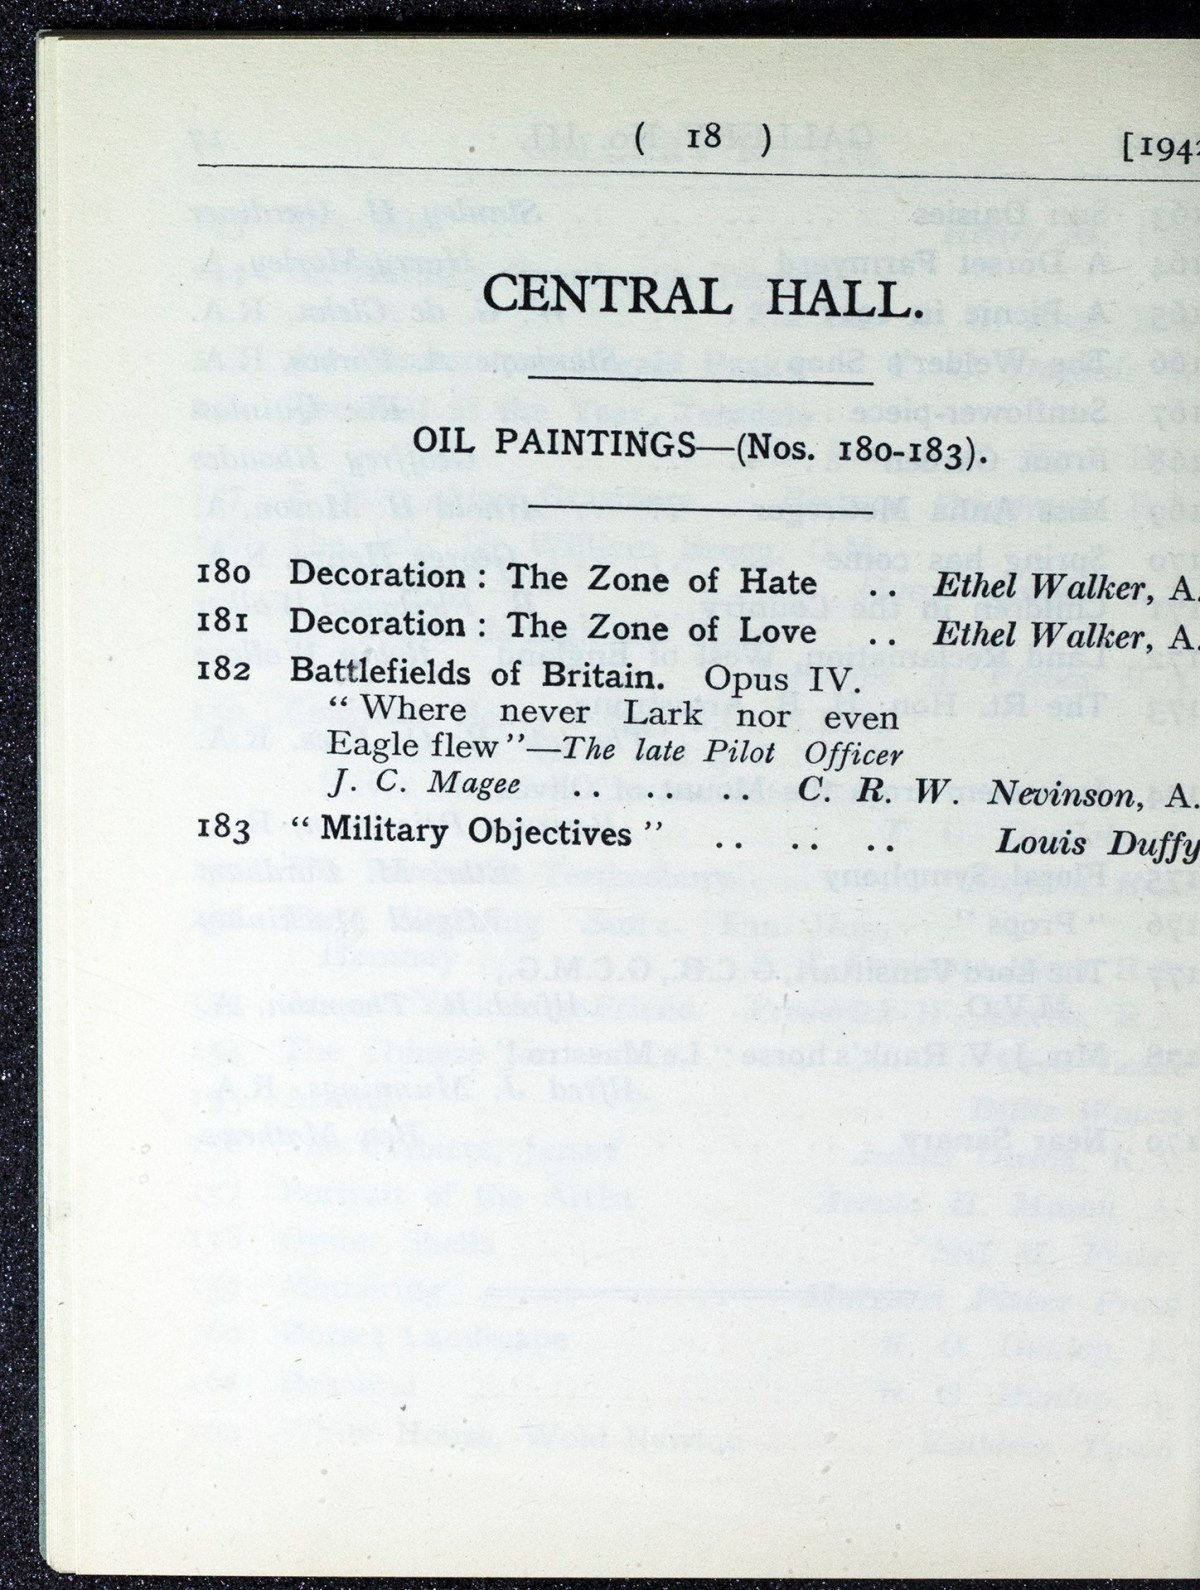 ( 18 ) [1942
CENTRAL HALL.
OIL PAINTINGS—(Nos. 180-183).
180 Decoration : The Zone of Hate .. Ethel Walker, A.
181 Decoration : The Zone of Love .. Ethel Walker, A.
182 Battlefields of Britain. Opus IV.
“ Where never Lark nor even
Eagle flew ”—The late Pilot Officer
J. C. Magee .. .. .. C. R. W. Nevinson, A.
183 “ Military Objectives ” .. .. .. Louis Duffy